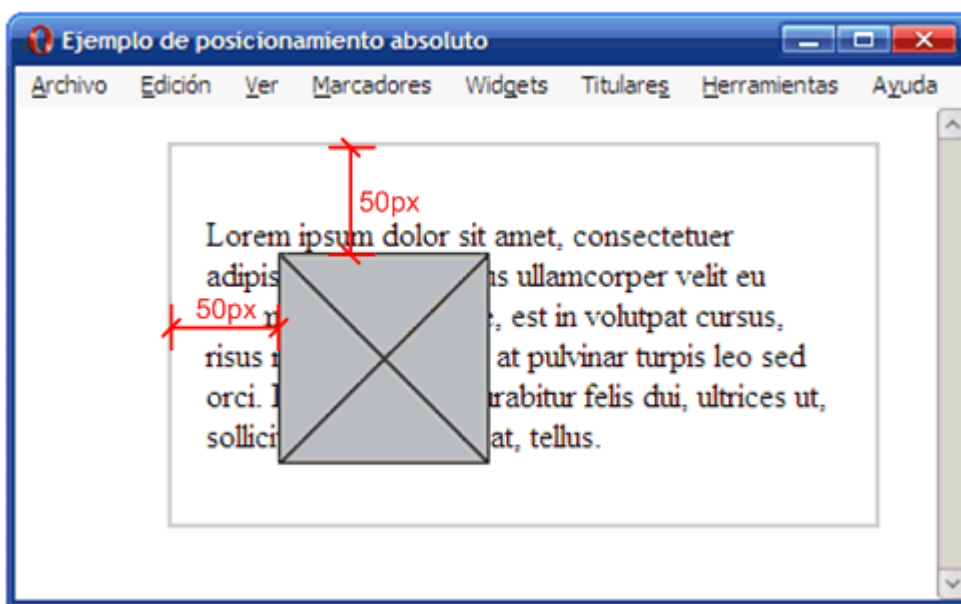 Ejemplo de posicionamiento absoluto
Archivo Edición Ver Marcadores Widgets Titulares Herramientas Ayuda
50px
Lorem ipsum dolor sit amet, consectetuer
adipis us ullamcorper velit eu
50px est in volutpat cursus,
risus at pulvinar turpis leo sed
orci. urabitur felis dui, ultrices ut,
sollicit at, tellus.